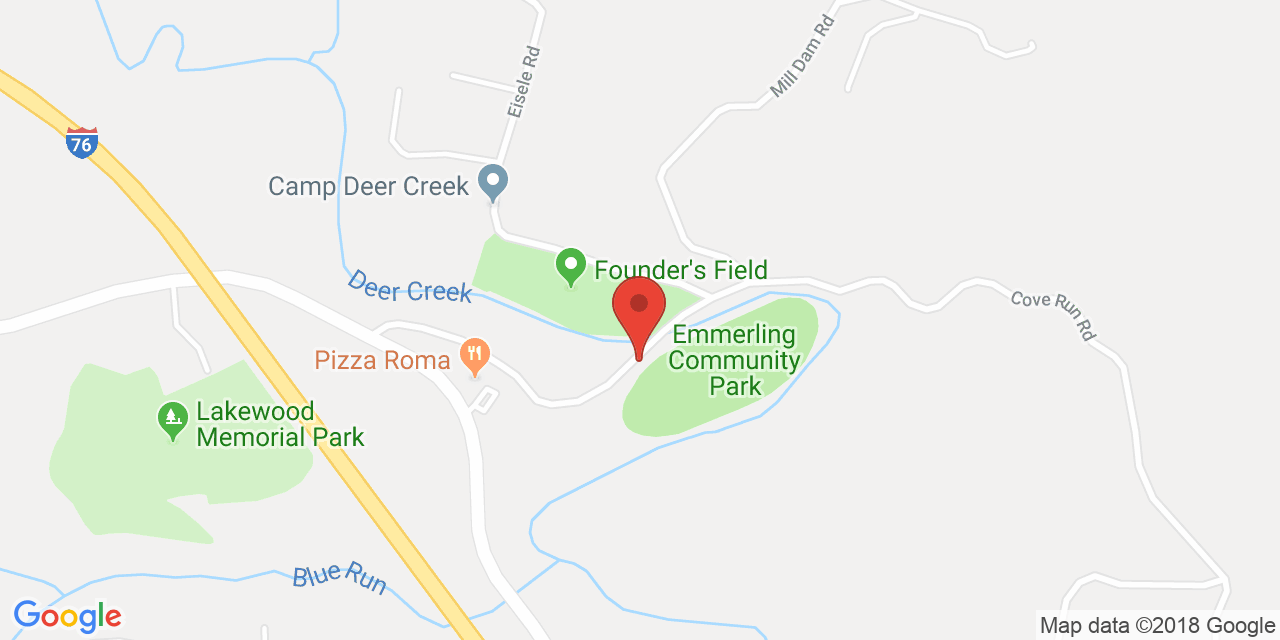 76
Eisele Rd
Mill Dam Rd
Camp Deer Creek
Founder's Field
Deer Creek
Cove Run Rd
Emmerling
Community
Park
Pizza Roma
Lakewood
Memorial Park
Blue Run
Google
Map data ©2018 Google